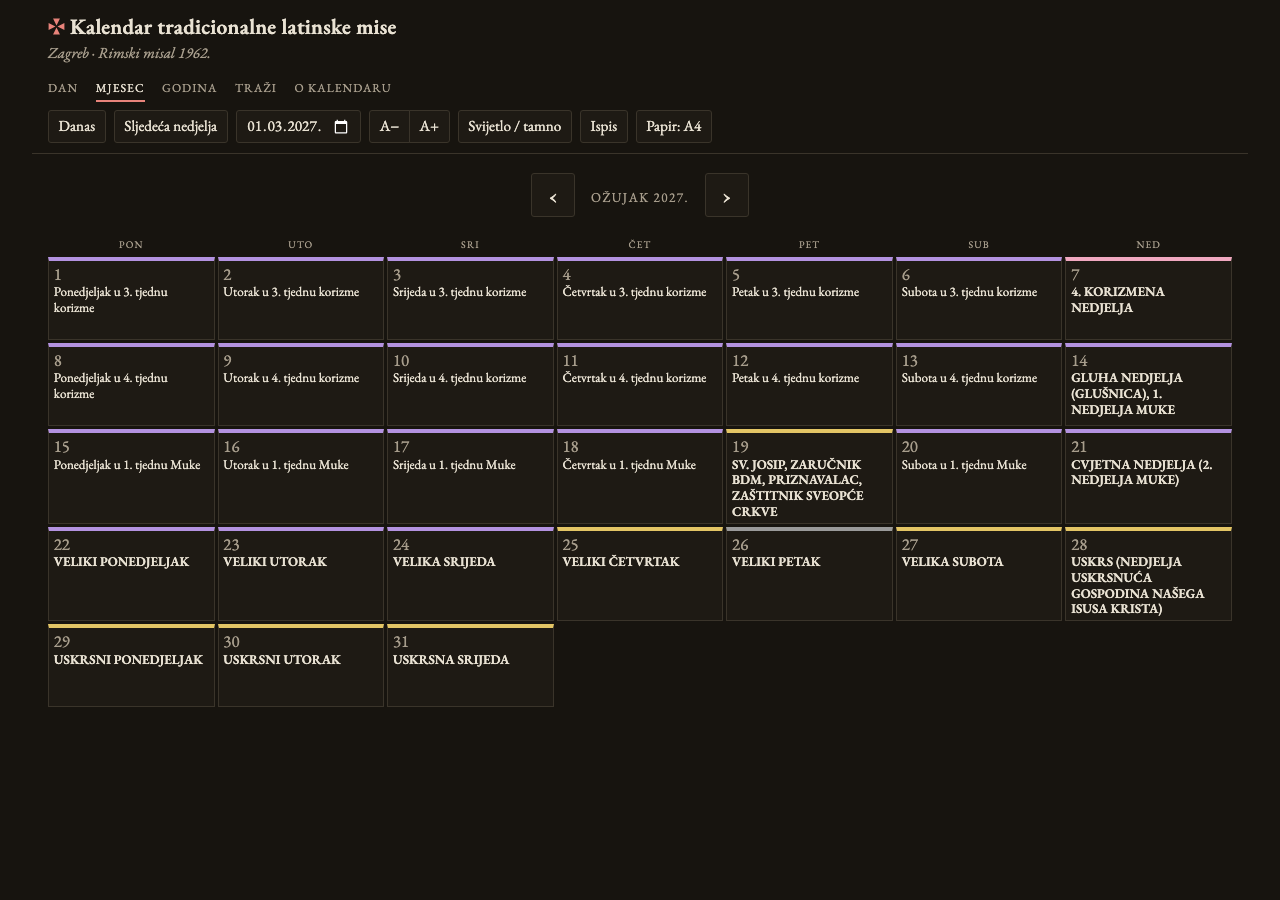 Kalendar tradicionalne latinske mise
Zagreb · Rimski misal 1962.
DAN MJESEC GODINA TRAŽI O KALENDARU
Danas Sljedeća nedjelja 01.03.2027. A− A+ Svijetlo / tamno Ispis Papir: A4
‹ OŽUJAK 2027. ›
PON UTO SRI ČET PET SUB NED
1
Ponedjeljak u 3. tjednu
korizme
2
Utorak u 3. tjednu korizme
3
Srijeda u 3. tjednu korizme
4
Četvrtak u 3. tjednu korizme
5
Petak u 3. tjednu korizme
6
Subota u 3. tjednu korizme
7
4. KORIZMENA
NEDJELJA
8
Ponedjeljak u 4. tjednu
korizme
9
Utorak u 4. tjednu korizme
10
Srijeda u 4. tjednu korizme
11
Četvrtak u 4. tjednu korizme
12
Petak u 4. tjednu korizme
13
Subota u 4. tjednu korizme
14
GLUHA NEDJELJA
(GLUŠNICA), 1.
NEDJELJA MUKE
15
Ponedjeljak u 1. tjednu Muke
16
Utorak u 1. tjednu Muke
17
Srijeda u 1. tjednu Muke
18
Četvrtak u 1. tjednu Muke
19
SV. JOSIP, ZARUČNIK
BDM, PRIZNAVALAC,
ZAŠTITNIK SVEOPĆE
CRKVE
20
Subota u 1. tjednu Muke
21
CVJETNA NEDJELJA (2.
NEDJELJA MUKE)
22
VELIKI PONEDJELJAK
23
VELIKI UTORAK
24
VELIKA SRIJEDA
25
VELIKI ČETVRTAK
26
VELIKI PETAK
27
VELIKA SUBOTA
28
USKRS (NEDJELJA
USKRSNUĆA
GOSPODINA NAŠEGA
ISUSA KRISTA)
29
USKRSNI PONEDJELJAK
30
USKRSNI UTORAK
31
USKRSNA SRIJEDA